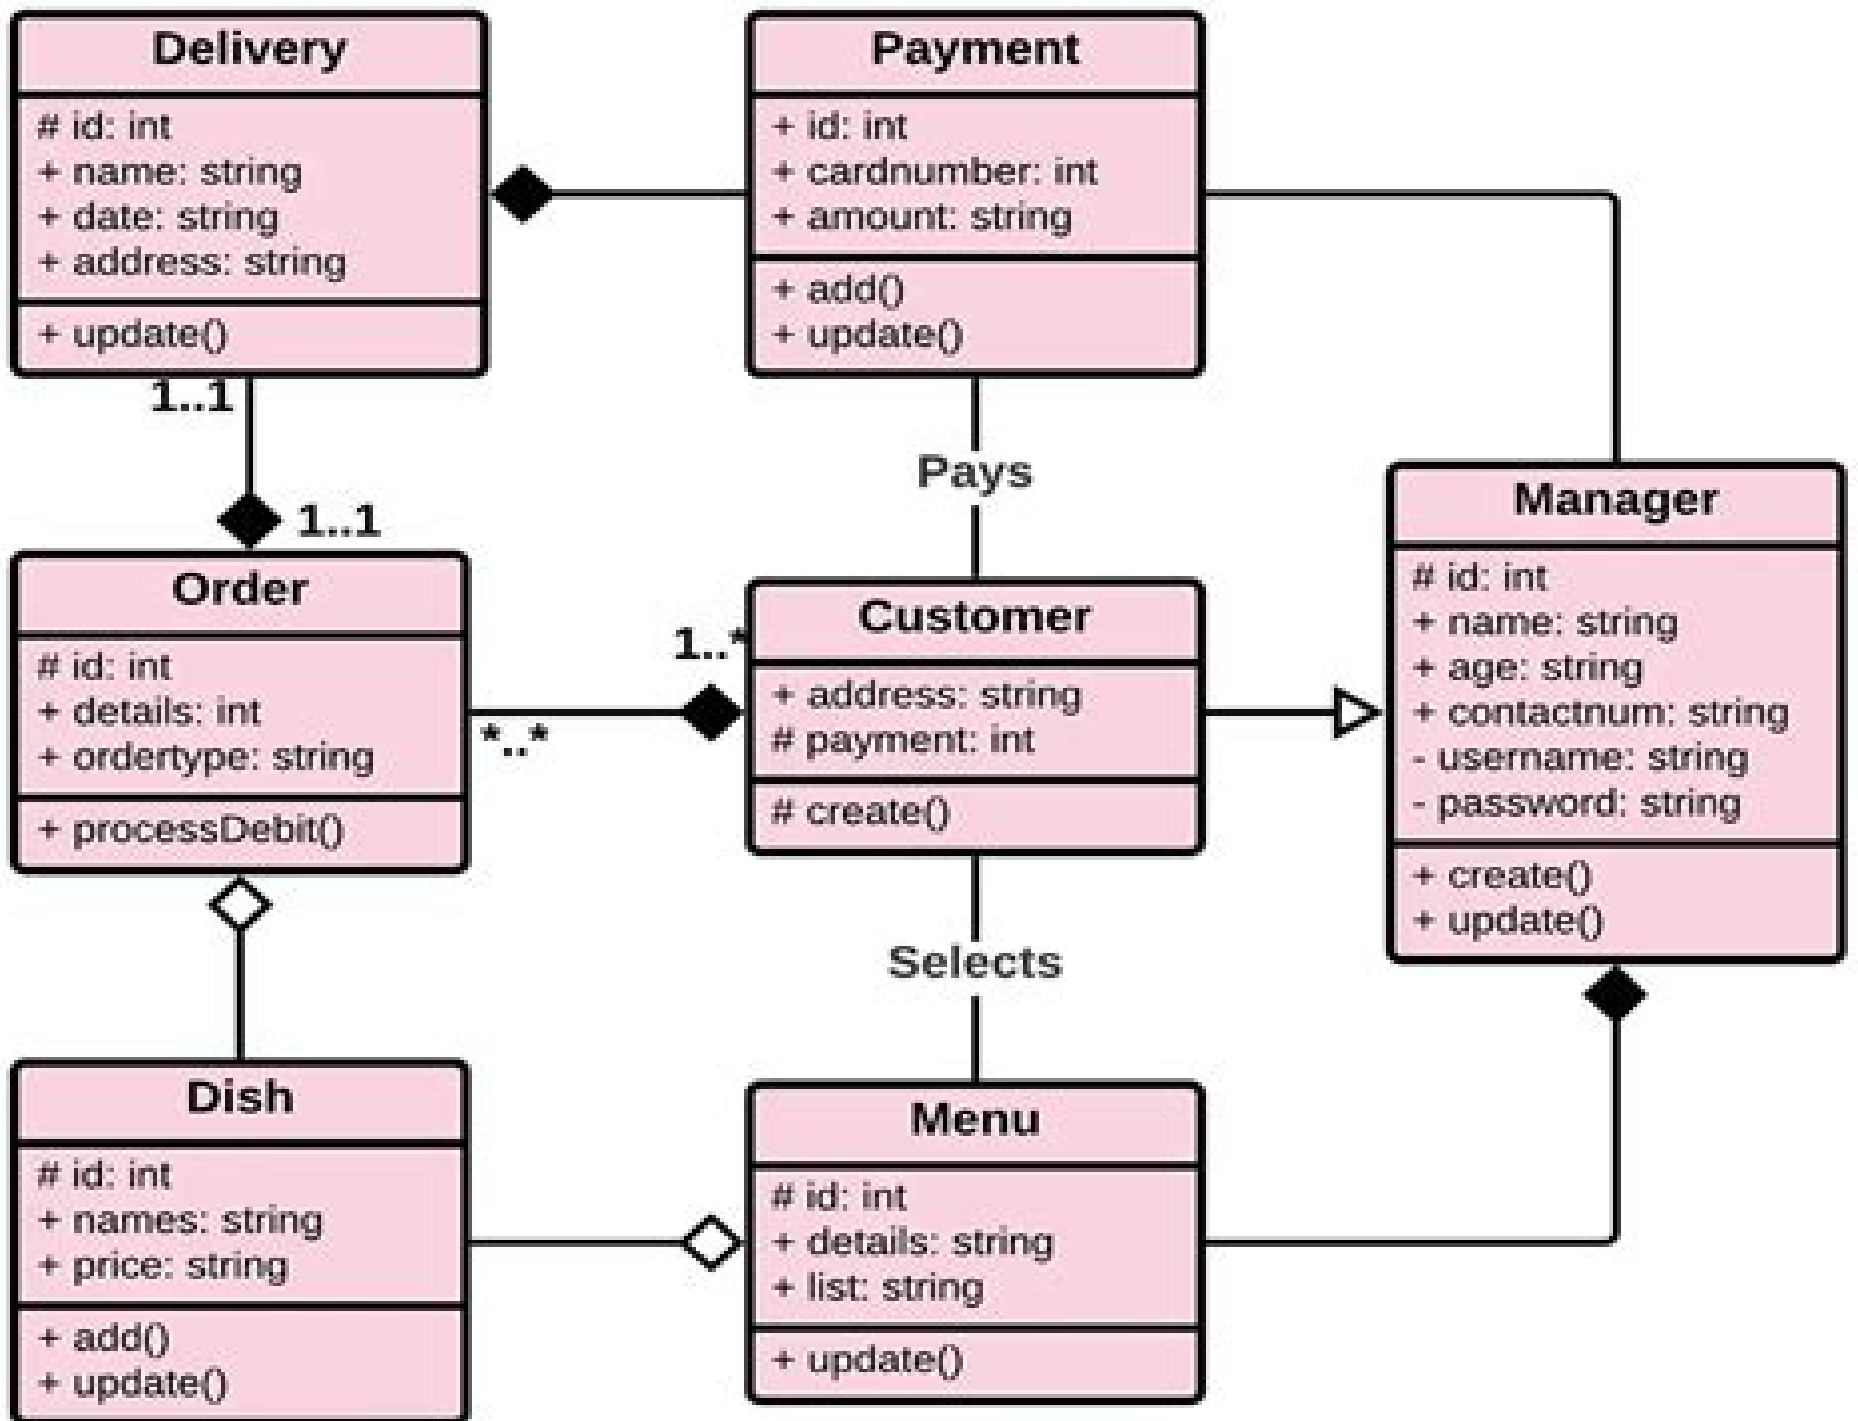 Delivery
# id: int
+ name: string
+ date: string
+ address: string
+ update()
Payment
+ id: int
+ cardnumber: int
+ amount: string
+ add()
+ update()
1..1
1..1
Pays
Manager
# id: int
+ name: string
+ age: string
+ contactnum: string
- username: string
- password: string
+ create()
+ update()
Order
# id: int
+ details: int
+ ordertype: string
+ processDebit()
1..*
*..*
Customer
+ address: string
# payment: int
# create()
Selects
Dish
# id: int
+ names: string
+ price: string
+ add()
+ update()
Menu
# id: int
+ details: string
+ list: string
+ update()